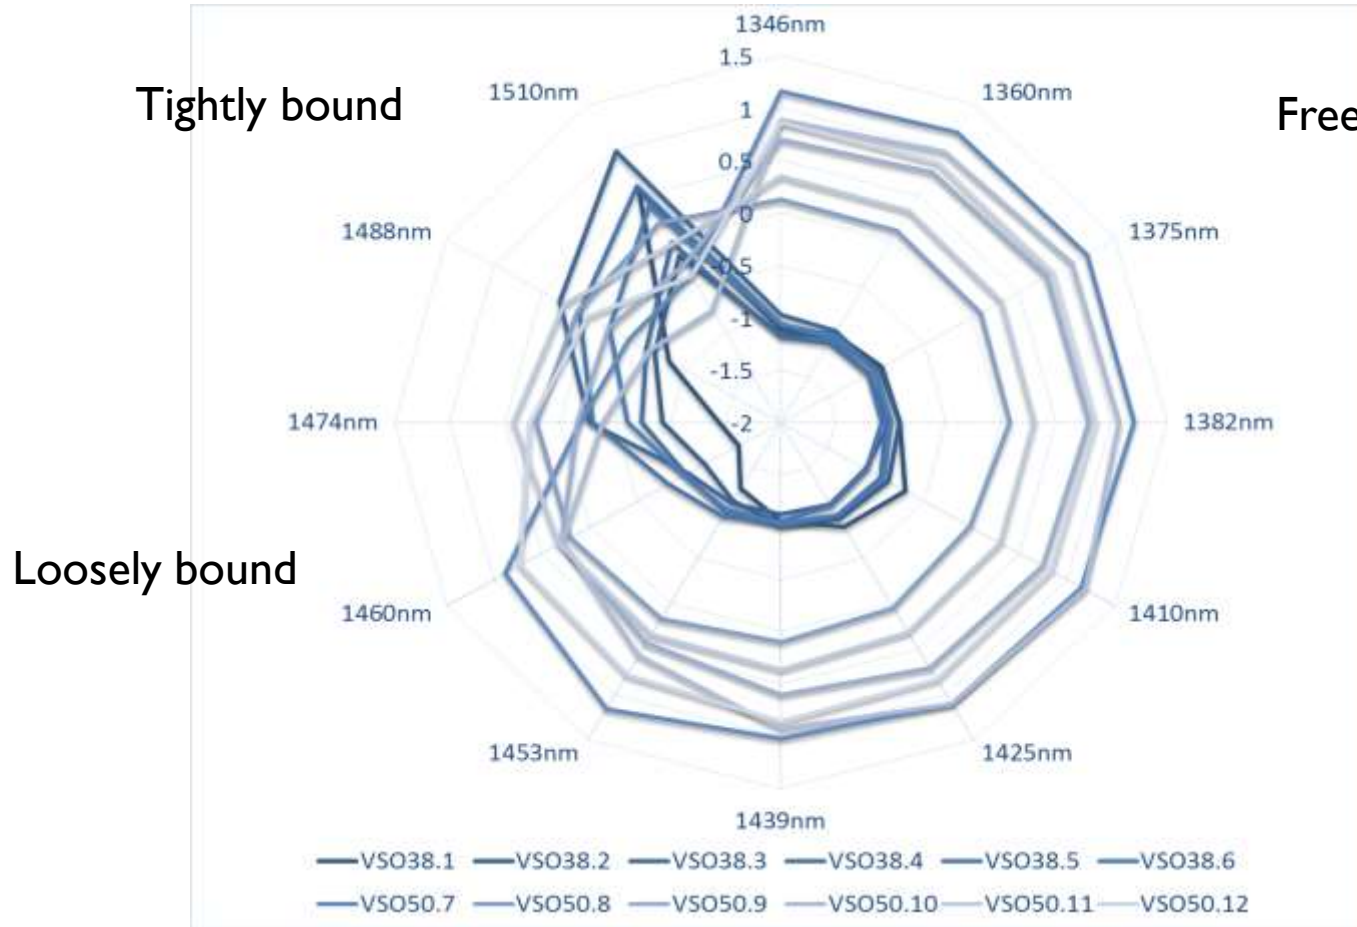 1346nm
1.5
1510nm
1360nm
Tightly bound
1
Free
0.5
0
1488nm
1375nm
-0.5
-1
-1.5
1474nm
-2
1382nm
Loosely bound
1460nm
1410nm
1453nm
1425nm
1439nm
VSO38.1 VSO38.2 VSO38.3 VSO38.4 VSO38.5 VSO38.6
VSO50.7 VSO50.8 VSO50.9 VSO50.10 VSO50.11 VSO50.12